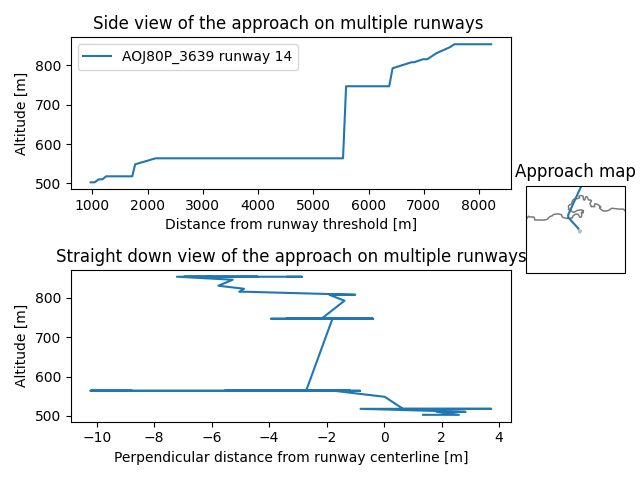 Side view of the approach on multiple runways
AOJ80P_3639 runway 14
Altitude [m]
800
700
600
500
1000 2000 3000 4000 5000 6000 7000 8000
Distance from runway threshold [m]
Approach map
Straight down view of the approach on multiple runways
Altitude [m]
800
700
600
500
−10 −8 −6 −4 −2 0 2 4
Perpendicular distance from runway centerline [m]